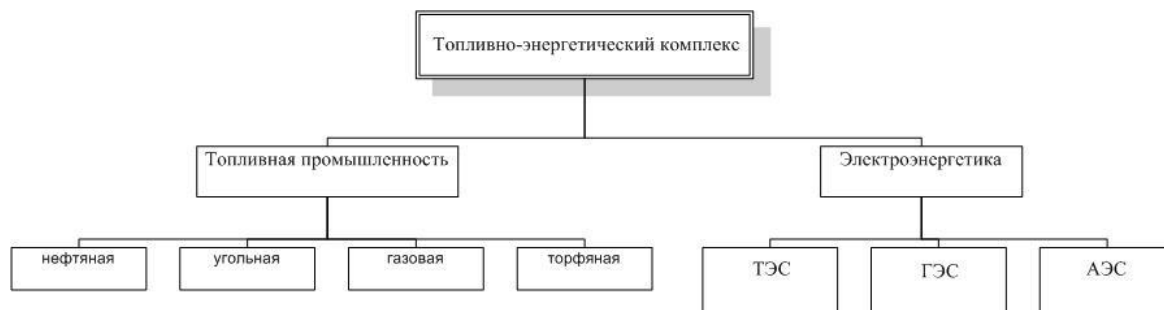 Топливно-энергетический комплекс
Топливная промышленность
Электроэнергетика
нефтяная
угольная
газовая
торфяная
ТЭС
ГЭС
АЭС